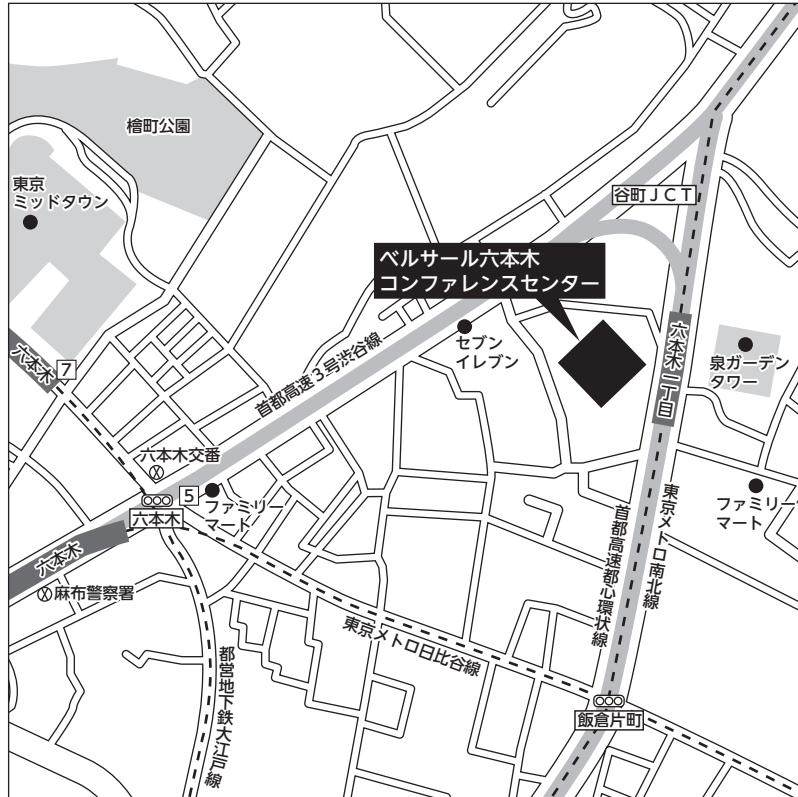 檜町公園
東京
ミッドタウン
谷町ＪＣＴ
ベルサール六本木
コンファレンスセンター
首都高速３号渋谷線
セブン
イレブン
六本木一丁目
泉ガーデン
タワー
六本木
7
六本木交番
5
ファミリー
マート
六本木
六本木
麻布警察署
ファミリー
マート
首都高速都心環状線
東京メトロ南北線
東京メトロ日比谷線
都営地下鉄大江戸線
飯倉片町